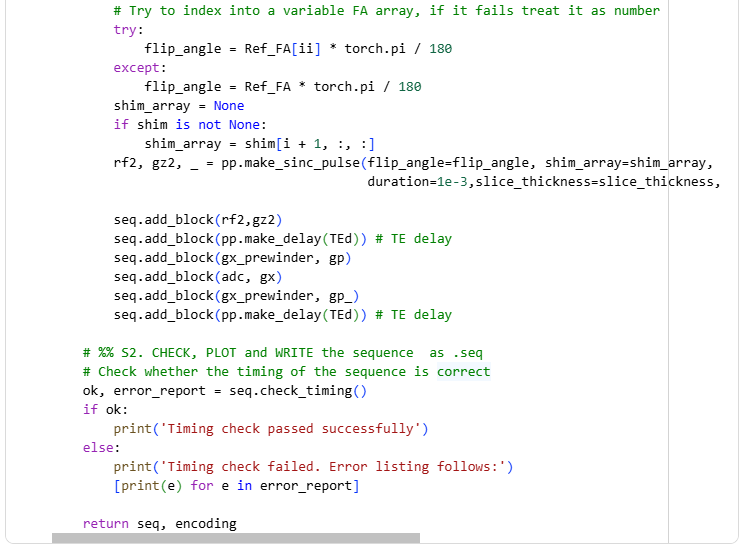 # Try to index into a variable FA array, if it fails treat it as number
try:
flip_angle = Ref_FA[ii] * torch.pi / 180
except:
flip_angle = Ref_FA * torch.pi / 180
shim_array = None
if shim is not None:
shim_array = shim[i + 1, :, :]
rf2, gz2, _ = pp.make_sinc_pulse(flip_angle=flip_angle, shim_array=shim_array,
duration=1e-3,slice_thickness=slice_thickness,
seq.add_block(rf2,gz2)
seq.add_block(pp.make_delay(TEd)) # TE delay
seq.add_block(gx_prewinder, gp)
seq.add_block(adc, gx)
seq.add_block(gx_prewinder, gp_)
seq.add_block(pp.make_delay(TEd)) # TE delay
# %% S2. CHECK, PLOT and WRITE the sequence  as .seq
# Check whether the timing of the sequence is correct
ok, error_report = seq.check_timing()
if ok:
print('Timing check passed successfully')
else:
print('Timing check failed. Error listing follows:')
[print(e) for e in error_report]
return seq, encoding